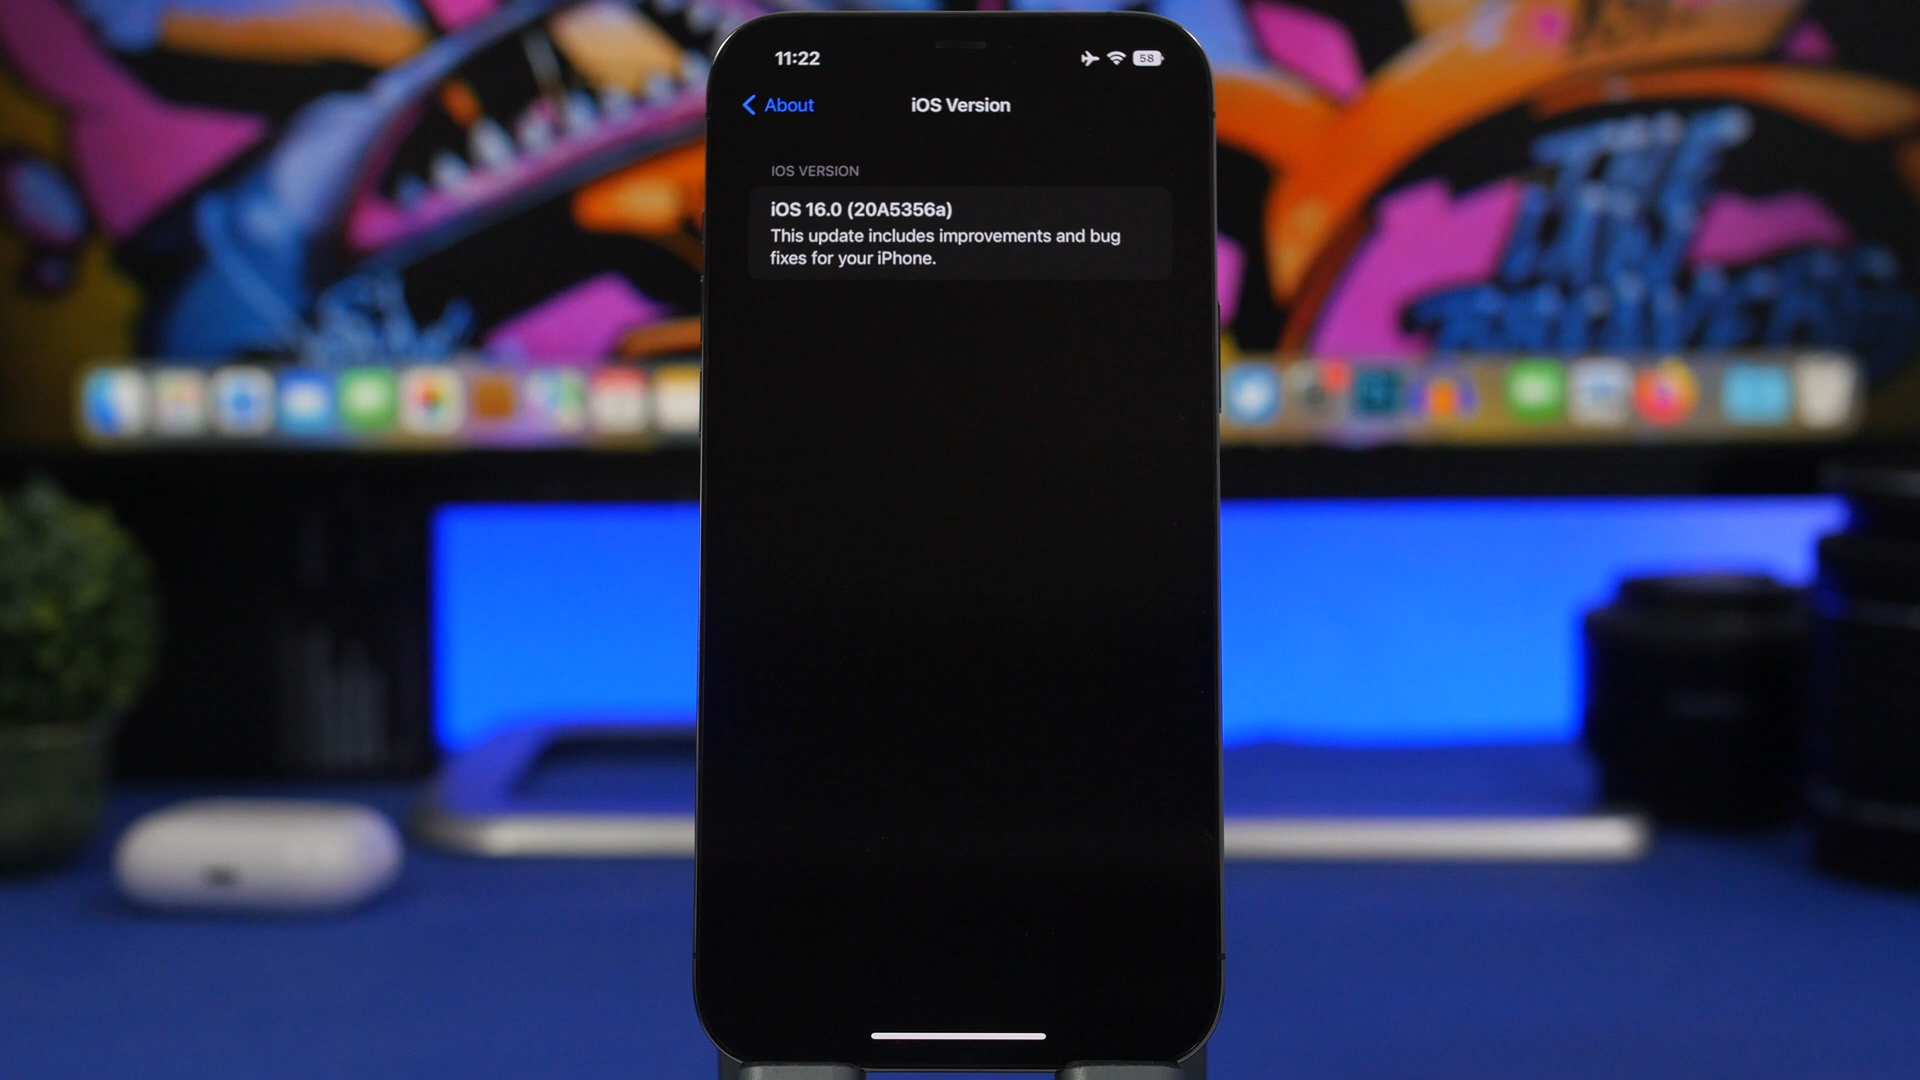 11:22
58
About
iOS Version
IOS VERSION
iOS 16.0 (20A5356a)
This update includes improvements and bug
fixes for your iPhone.
THE